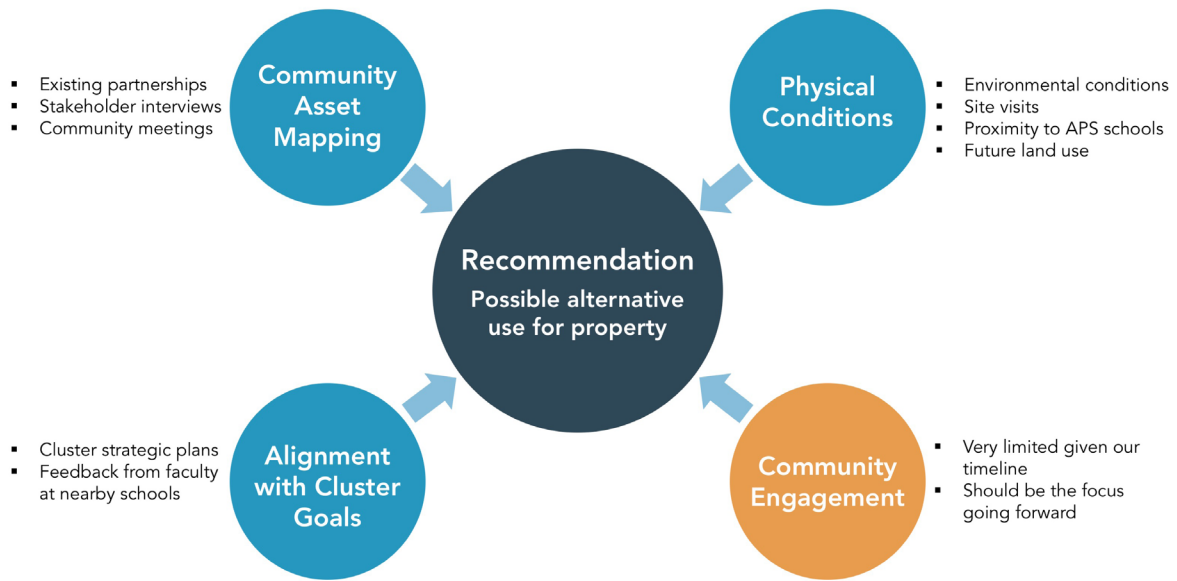 Community
Asset
Mapping
▪ Existing partnerships
▪ Stakeholder interviews
▪ Community meetings
Physical
Conditions
▪ Environmental conditions
▪ Site visits
▪ Proximity to APS schools
▪ Future land use
Recommendation
Possible alternative
use for property
Alignment
with Cluster
Goals
▪ Cluster strategic plans
▪ Feedback from faculty
at nearby schools
Community
Engagement
▪ Very limited given our
timeline
▪ Should be the focus
going forward